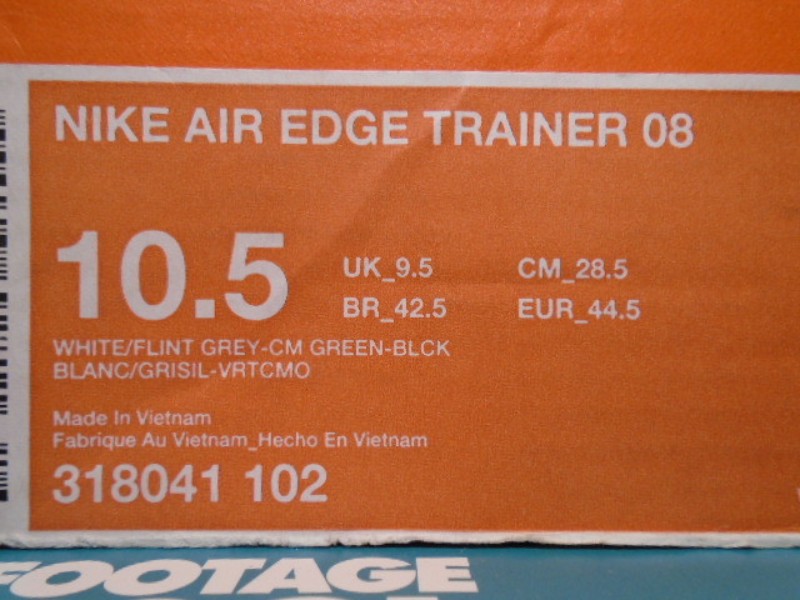 NIKE AIR EDGE TRAINER 08
10.5
UK_9.5 CM_28.5
BR_42.5 EUR_44.5
WHITE/FLINT GREY-CM GREEN-BLCK
BLANC/GRISIL-VRTCMO
Made In Vietnam
Fabrique Au Vietnam_Hecho En Vietnam
318041 102
FOOTAGE